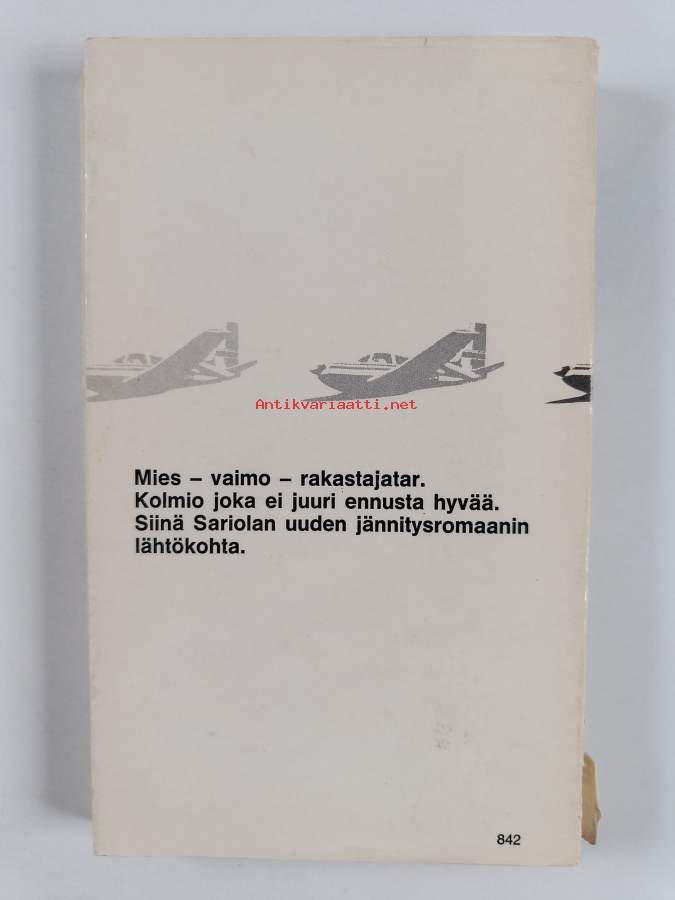 Antikvariaatti.net
Mies – vaimo – rakastajatar.
Kolmio joka ei juuri ennusta hyvää.
Siinä Sariolan uuden jännitysromaanin
lähtökohta.
842